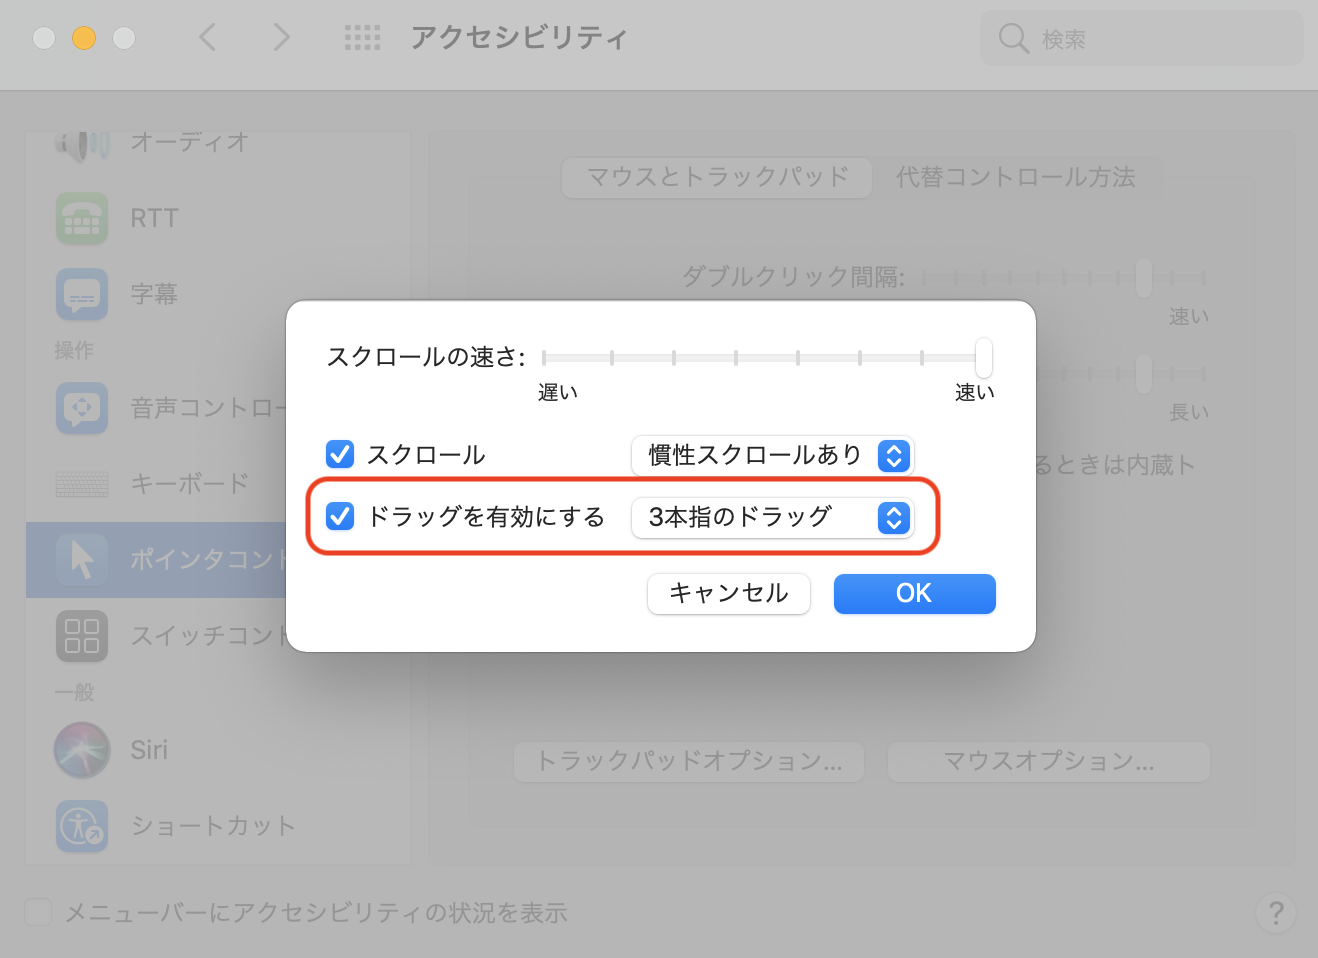 アクセシビリティ
検索
オーディオ
RTT
字幕
操作
音声コントロー
キーボード
ポインタコント
スイッチコント
一般
Siri
ショートカット
マウスとトラックパッド
代替コントロール方法
ダブルクリック間隔:
速い
長い
るときは内蔵ト
スクロールの速さ:
遅い
速い
スクロール
慣性スクロールあり
ドラッグを有効にする
3本指のドラッグ
キャンセル
OK
トラックパッドオプション...
マウスオプション...
メニューバーにアクセシビリティの状況を表示
?